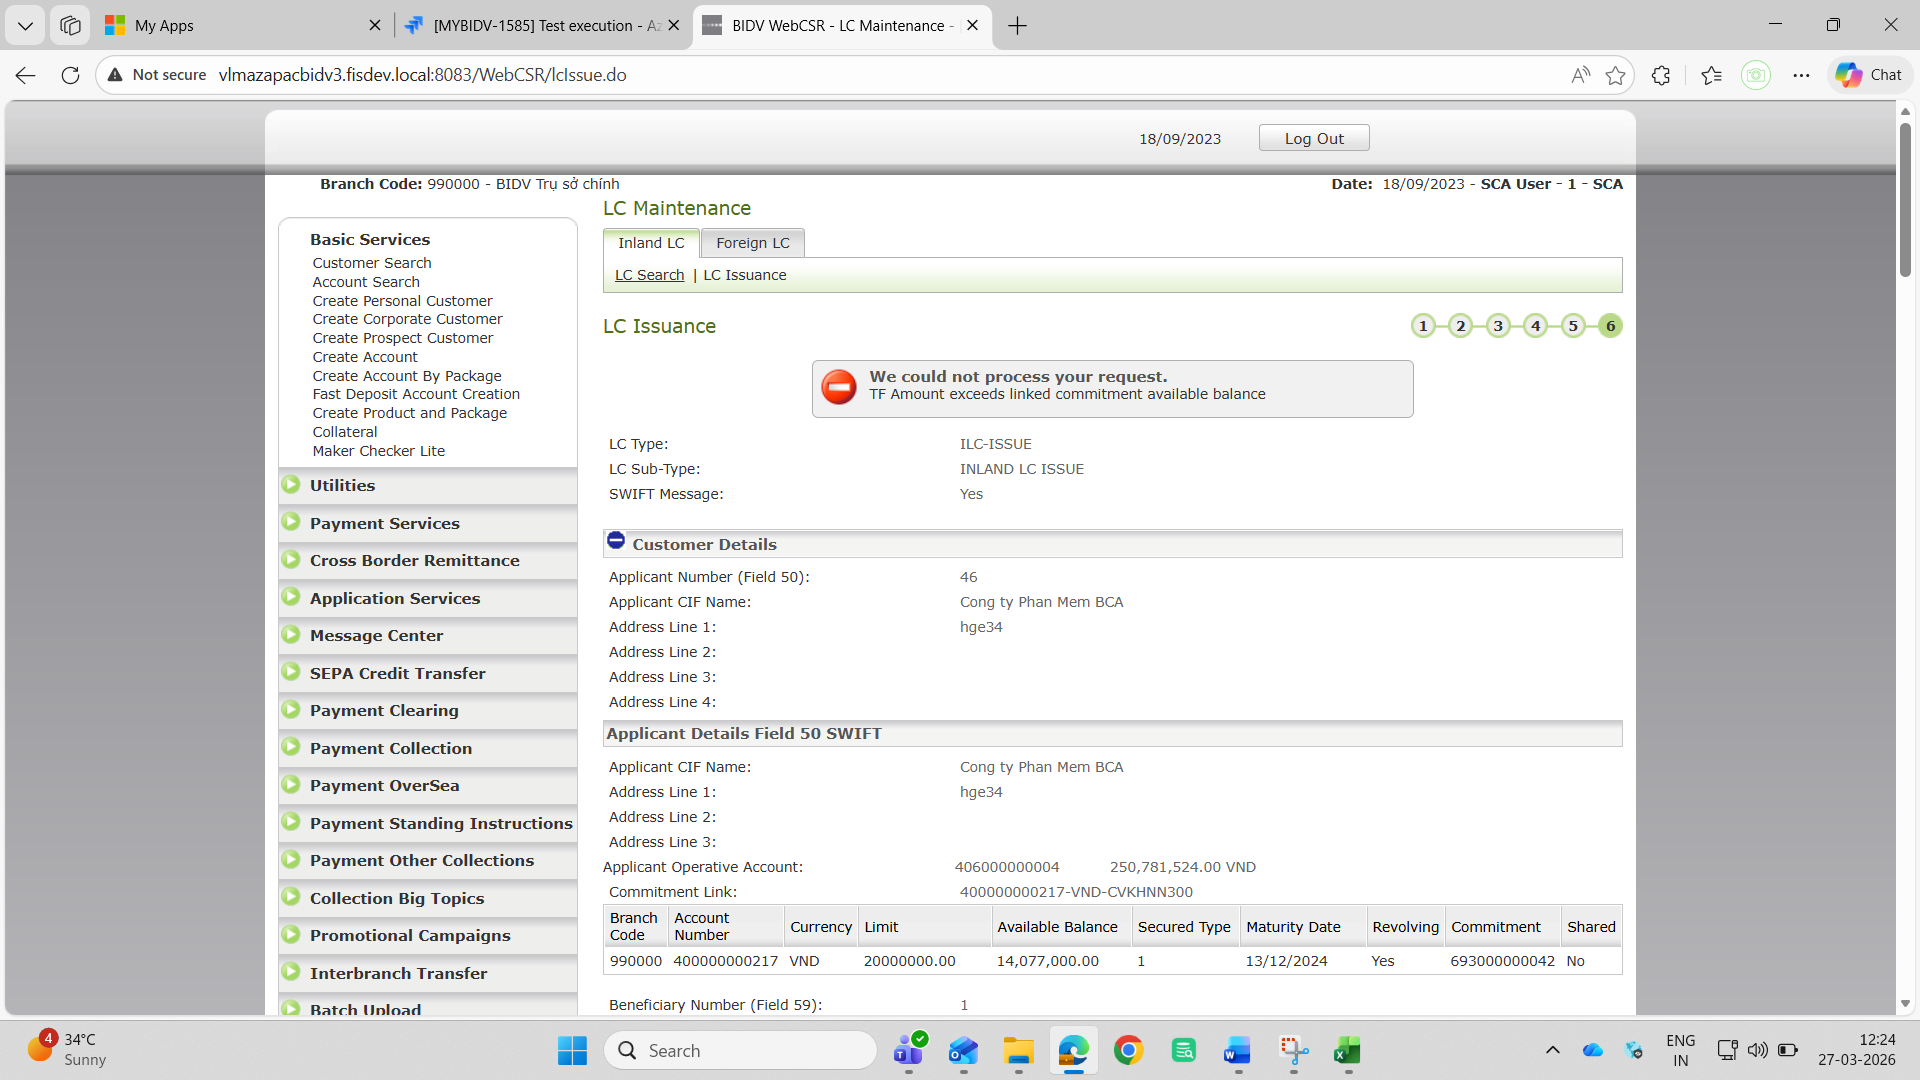 My Apps
[MYBIDV-1585] Test execution - Az
BIDV WebCSR - LC Maintenance -
Not secure vlmazapacbidv3.fisdev.local:8083/WebCSR/lcIssue.do
Chat
18/09/2023 Log Out
Branch Code: 990000 - BIDV Trụ sở chính
Date: 18/09/2023 - SCA User - 1 - SCA
Basic Services
Customer Search
Account Search
Create Personal Customer
Create Corporate Customer
Create Prospect Customer
Create Account
Create Account By Package
Fast Deposit Account Creation
Create Product and Package
Collateral
Maker Checker Lite
Utilities
Payment Services
Cross Border Remittance
Application Services
Message Center
SEPA Credit Transfer
Payment Clearing
Payment Collection
Payment OverSea
Payment Standing Instructions
Payment Other Collections
Collection Big Topics
Promotional Campaigns
Interbranch Transfer
Batch Upload
LC Maintenance
Inland LC Foreign LC
LC Search | LC Issuance
LC Issuance 1 2 3 4 5 6
We could not process your request.
TF Amount exceeds linked commitment available balance
LC Type: ILC-ISSUE
LC Sub-Type: INLAND LC ISSUE
SWIFT Message: Yes
Customer Details
Applicant Number (Field 50): 46
Applicant CIF Name: Cong ty Phan Mem BCA
Address Line 1: hge34
Address Line 2:
Address Line 3:
Address Line 4:
Applicant Details Field 50 SWIFT
Applicant CIF Name: Cong ty Phan Mem BCA
Address Line 1: hge34
Address Line 2:
Address Line 3:
Applicant Operative Account: 406000000004 250,781,524.00 VND
Commitment Link: 400000000217-VND-CVKHNN300
Branch Code Account Number Currency Limit Available Balance Secured Type Maturity Date Revolving Commitment Shared
990000 400000000217 VND 20000000.00 14,077,000.00 1 13/12/2024 Yes 693000000042 No
Beneficiary Number (Field 59): 1
4
34°C
Sunny
Search
ENG
IN
12:24
27-03-2026